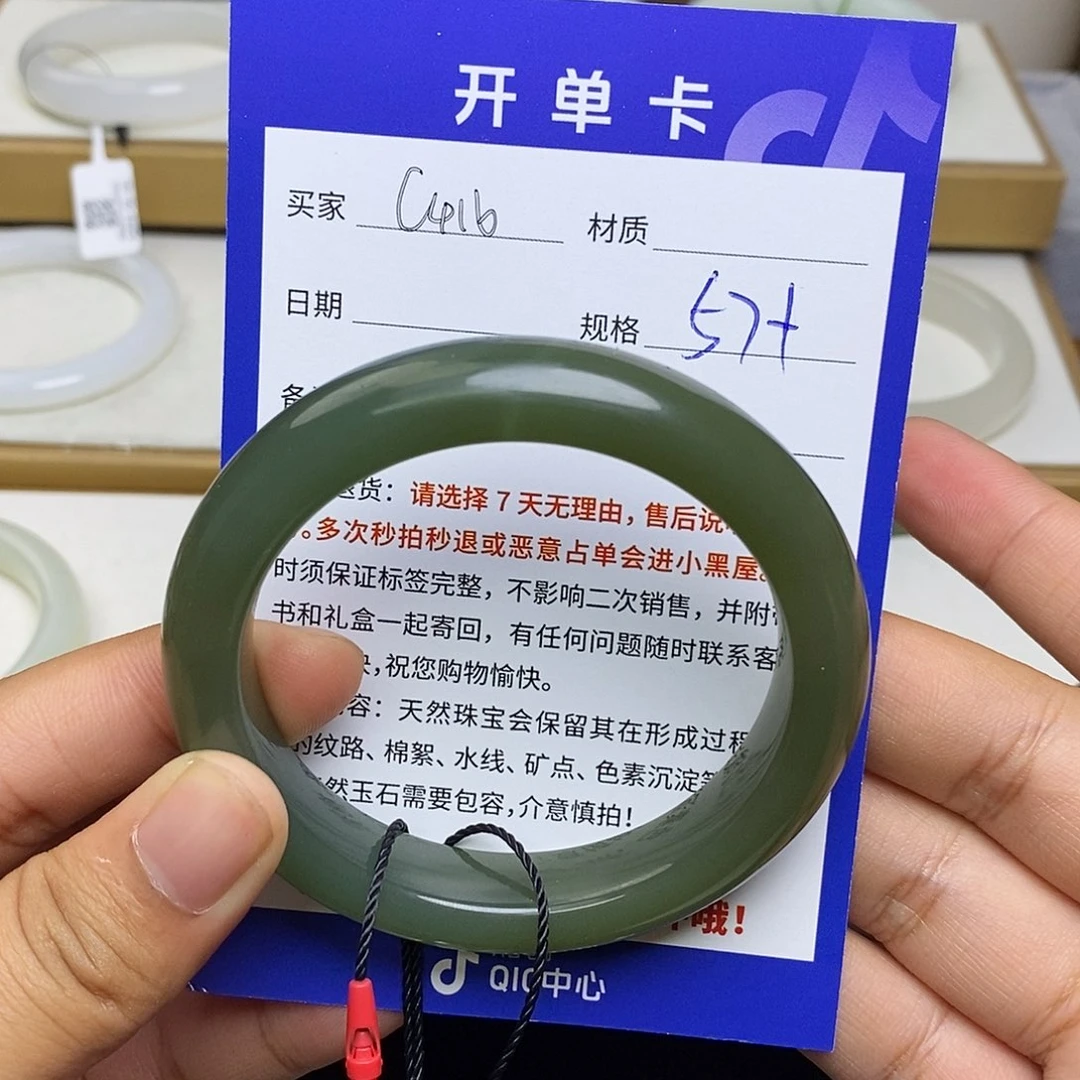 开单卡
买家 C416 材质
日期 规格 57+
备
退货：请选择7天无理由，售后说
。多次秒拍秒退或恶意占单会进小黑屋。
时须保证标签完整，不影响二次销售，并附
书和礼盒一起寄回，有任何问题随时联系客
，祝您购物愉快。
容：天然珠宝会保留其在形成过程
的纹路、棉絮、水线、矿点、色素沉淀
然玉石需要包容，介意慎拍！
哦！
QIC中心